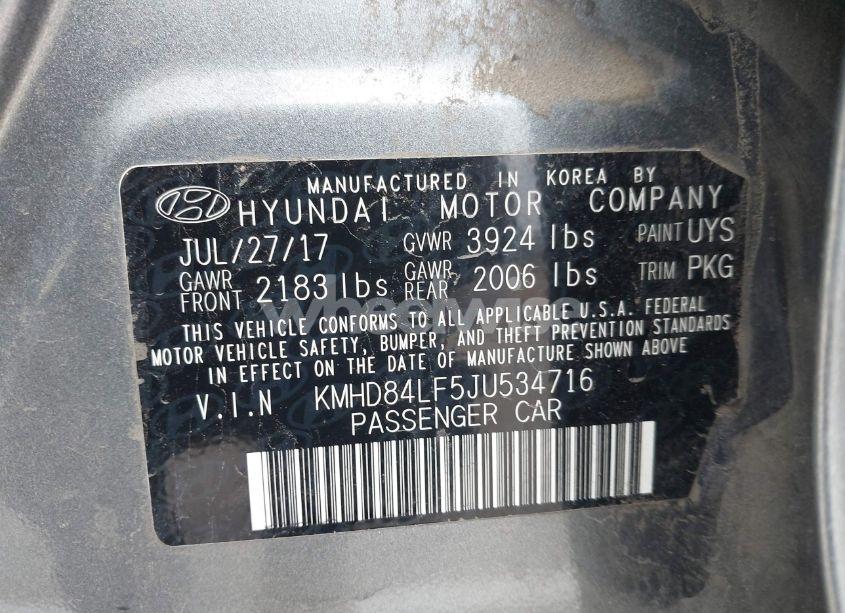 MANUFACTURED IN KOREA BY
HYUNDAI MOTOR COMPANY
JUL/27/17 GVWR 3924 lbs PAINT UYS
GAWR FRONT 2183 lbs GAWR REAR 2006 lbs TRIM PKG
THIS VEHICLE CONFORMS TO ALL APPLICABLE U.S.A. FEDERAL
MOTOR VEHICLE SAFETY, BUMPER, AND THEFT PREVENTION STANDARDS
IN EFFECT ON THE DATE OF MANUFACTURE SHOWN ABOVE
V.I.N KMHD84LF5JU534716
PASSENGER CAR